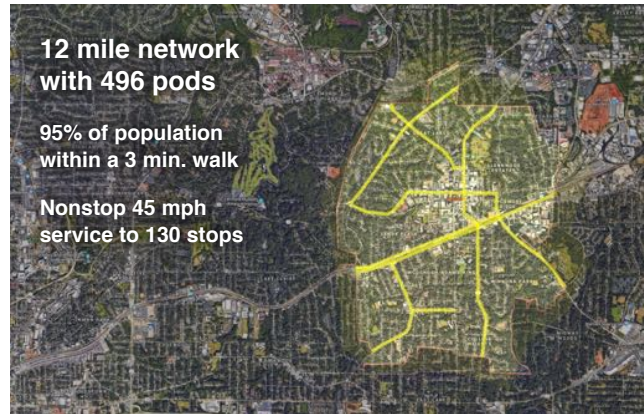 12 mile network
with 496 pods
95% of population
within a 3 min. walk
Nonstop 45 mph
service to 130 stops